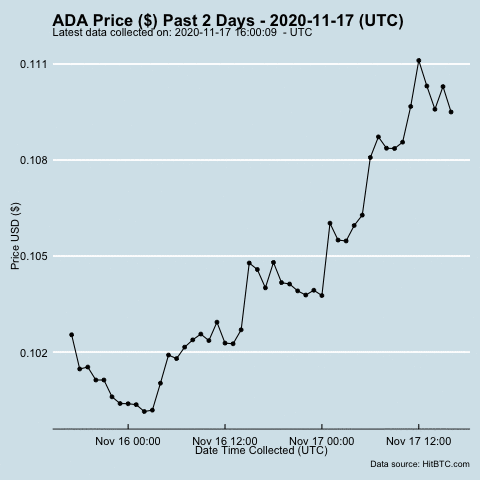 ADA Price ($) Past 2 Days - 2020-11-17 (UTC)
Latest data collected on: 2020-11-17 16:00:09  - UTC
0.111
0.108
0.105
0.102
Price USD ($)
Nov 16 00:00 Nov 16 12:00 Nov 17 00:00 Nov 17 12:00
Date Time Collected (UTC)
Data source: HitBTC.com